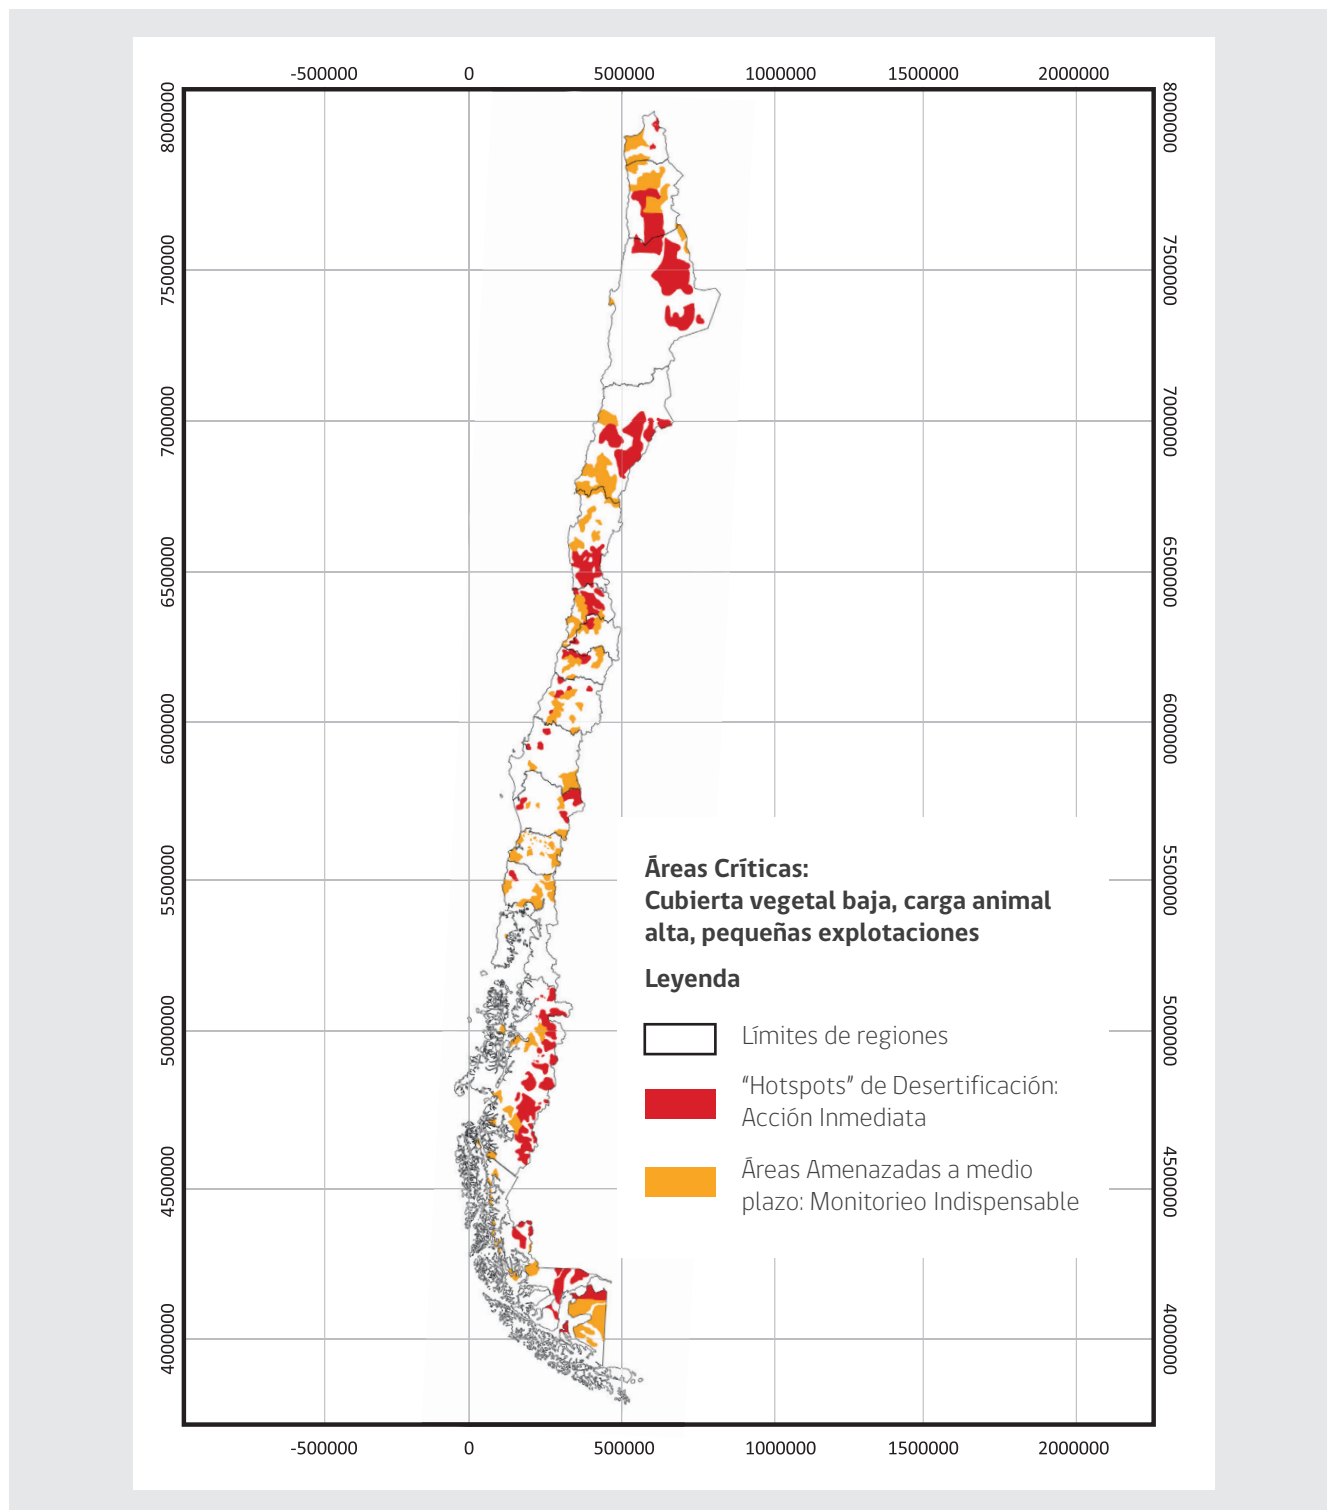 -500000 0 500000 1000000 1500000 2000000
8000000 8000000
7500000 7500000
7000000 7000000
6500000 6500000
6000000 6000000
5500000 5500000
5000000 5000000
4500000 4500000
4000000 4000000
Áreas Críticas:
Cubierta vegetal baja, carga animal
alta, pequeñas explotaciones
Leyenda
Límites de regiones
“Hotspots” de Desertificación:
Acción Inmediata
Áreas Amenazadas a medio
plazo: Monitorieo Indispensable
-500000 0 500000 1000000 1500000 2000000